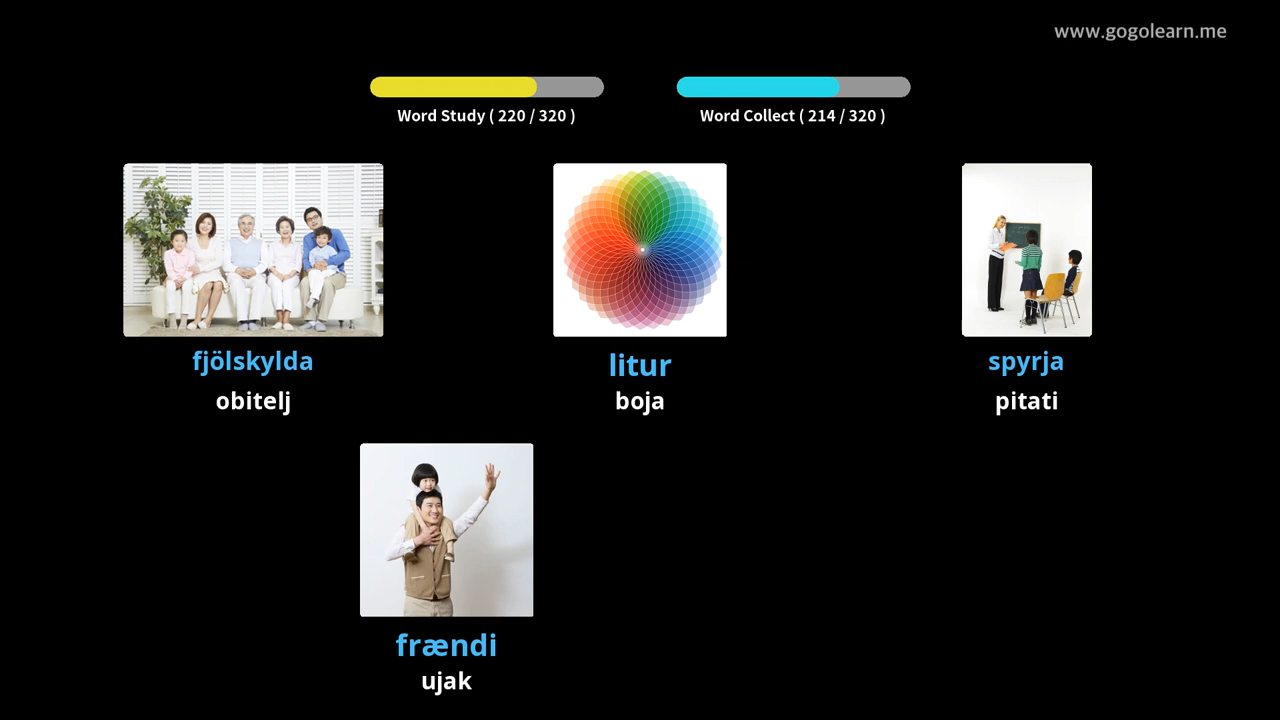 www.gogolearn.me
Word Study ( 220 / 320 )
Word Collect ( 214 / 320 )
fjölskylda
obitelj
litur
boja
spyrja
pitati
frændi
ujak